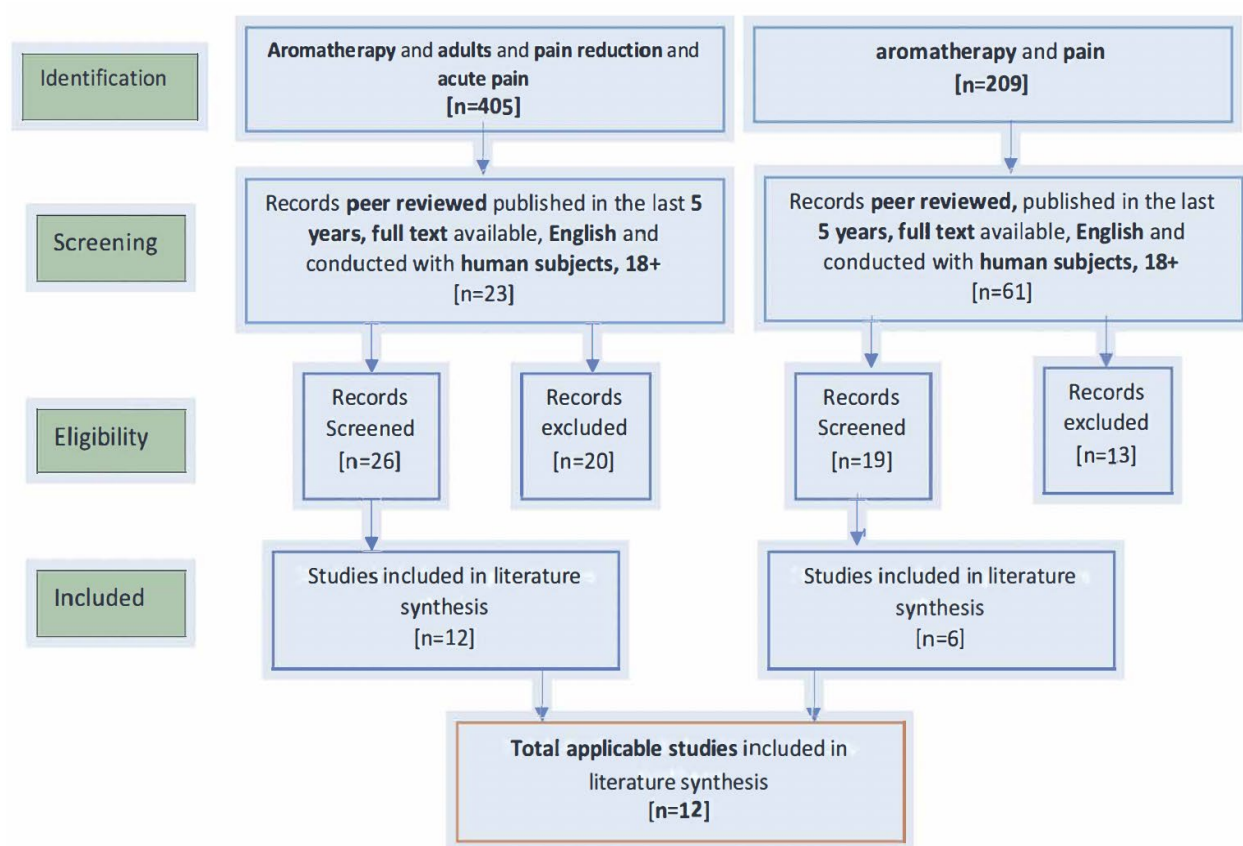 Identification
Aromatherapy and adults and pain reduction and
acute pain
[n=405]
aromatherapy and pain
[n=209]
Screening
Records peer reviewed published in the last 5
years, full text available, English and
conducted with human subjects, 18+
[n=23]
Records peer reviewed, published in the last
5 years, full text available, English and
conducted with human subjects, 18+
[n=61]
Eligibility
Records
Screened
[n=26]
Records
excluded
[n=20]
Records
Screened
[n=19]
Records
excluded
[n=13]
Included
Studies included in literature
synthesis
[n=12]
Studies included in literature
synthesis
[n=6]
Total applicable studies included in
literature synthesis
[n=12]